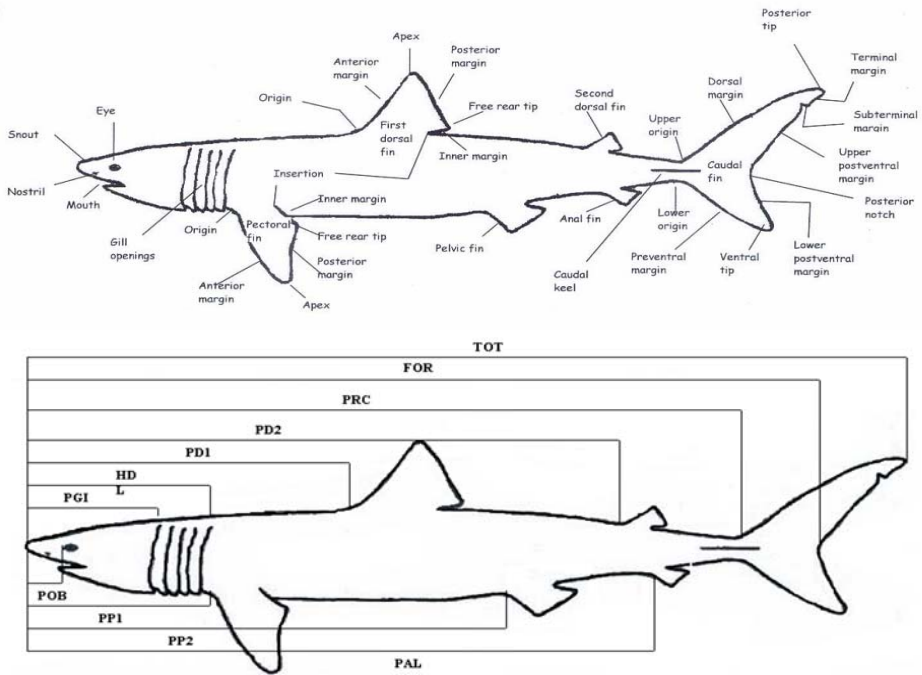 Posterior
tip
Apex
Posterior
margin
Anterior
margin
Terminal
margin
Dorsal
margin
Second
dorsal fin
Free rear tip
Origin
Eye
Subterminal
marain
Upper
origin
First
dorsal
fin
Snout
Inner margin
Upper
postventral
margin
Caudal
fin
Insertion
Nostril
Mouth
Inner margin
Posterior
notch
Anal fin
Lower
origin
Origin
Pectoral
fin
Free rear tip
Gill
openings
Pelvic fin
Lower
postventral
margin
Ventral
tip
Preventral
margin
Posterior
margin
Caudal
keel
Anterior
margin
Apex
TOT
FOR
PRC
PD2
PD1
HD
L
PGI
POB
PP1
PP2
PAL